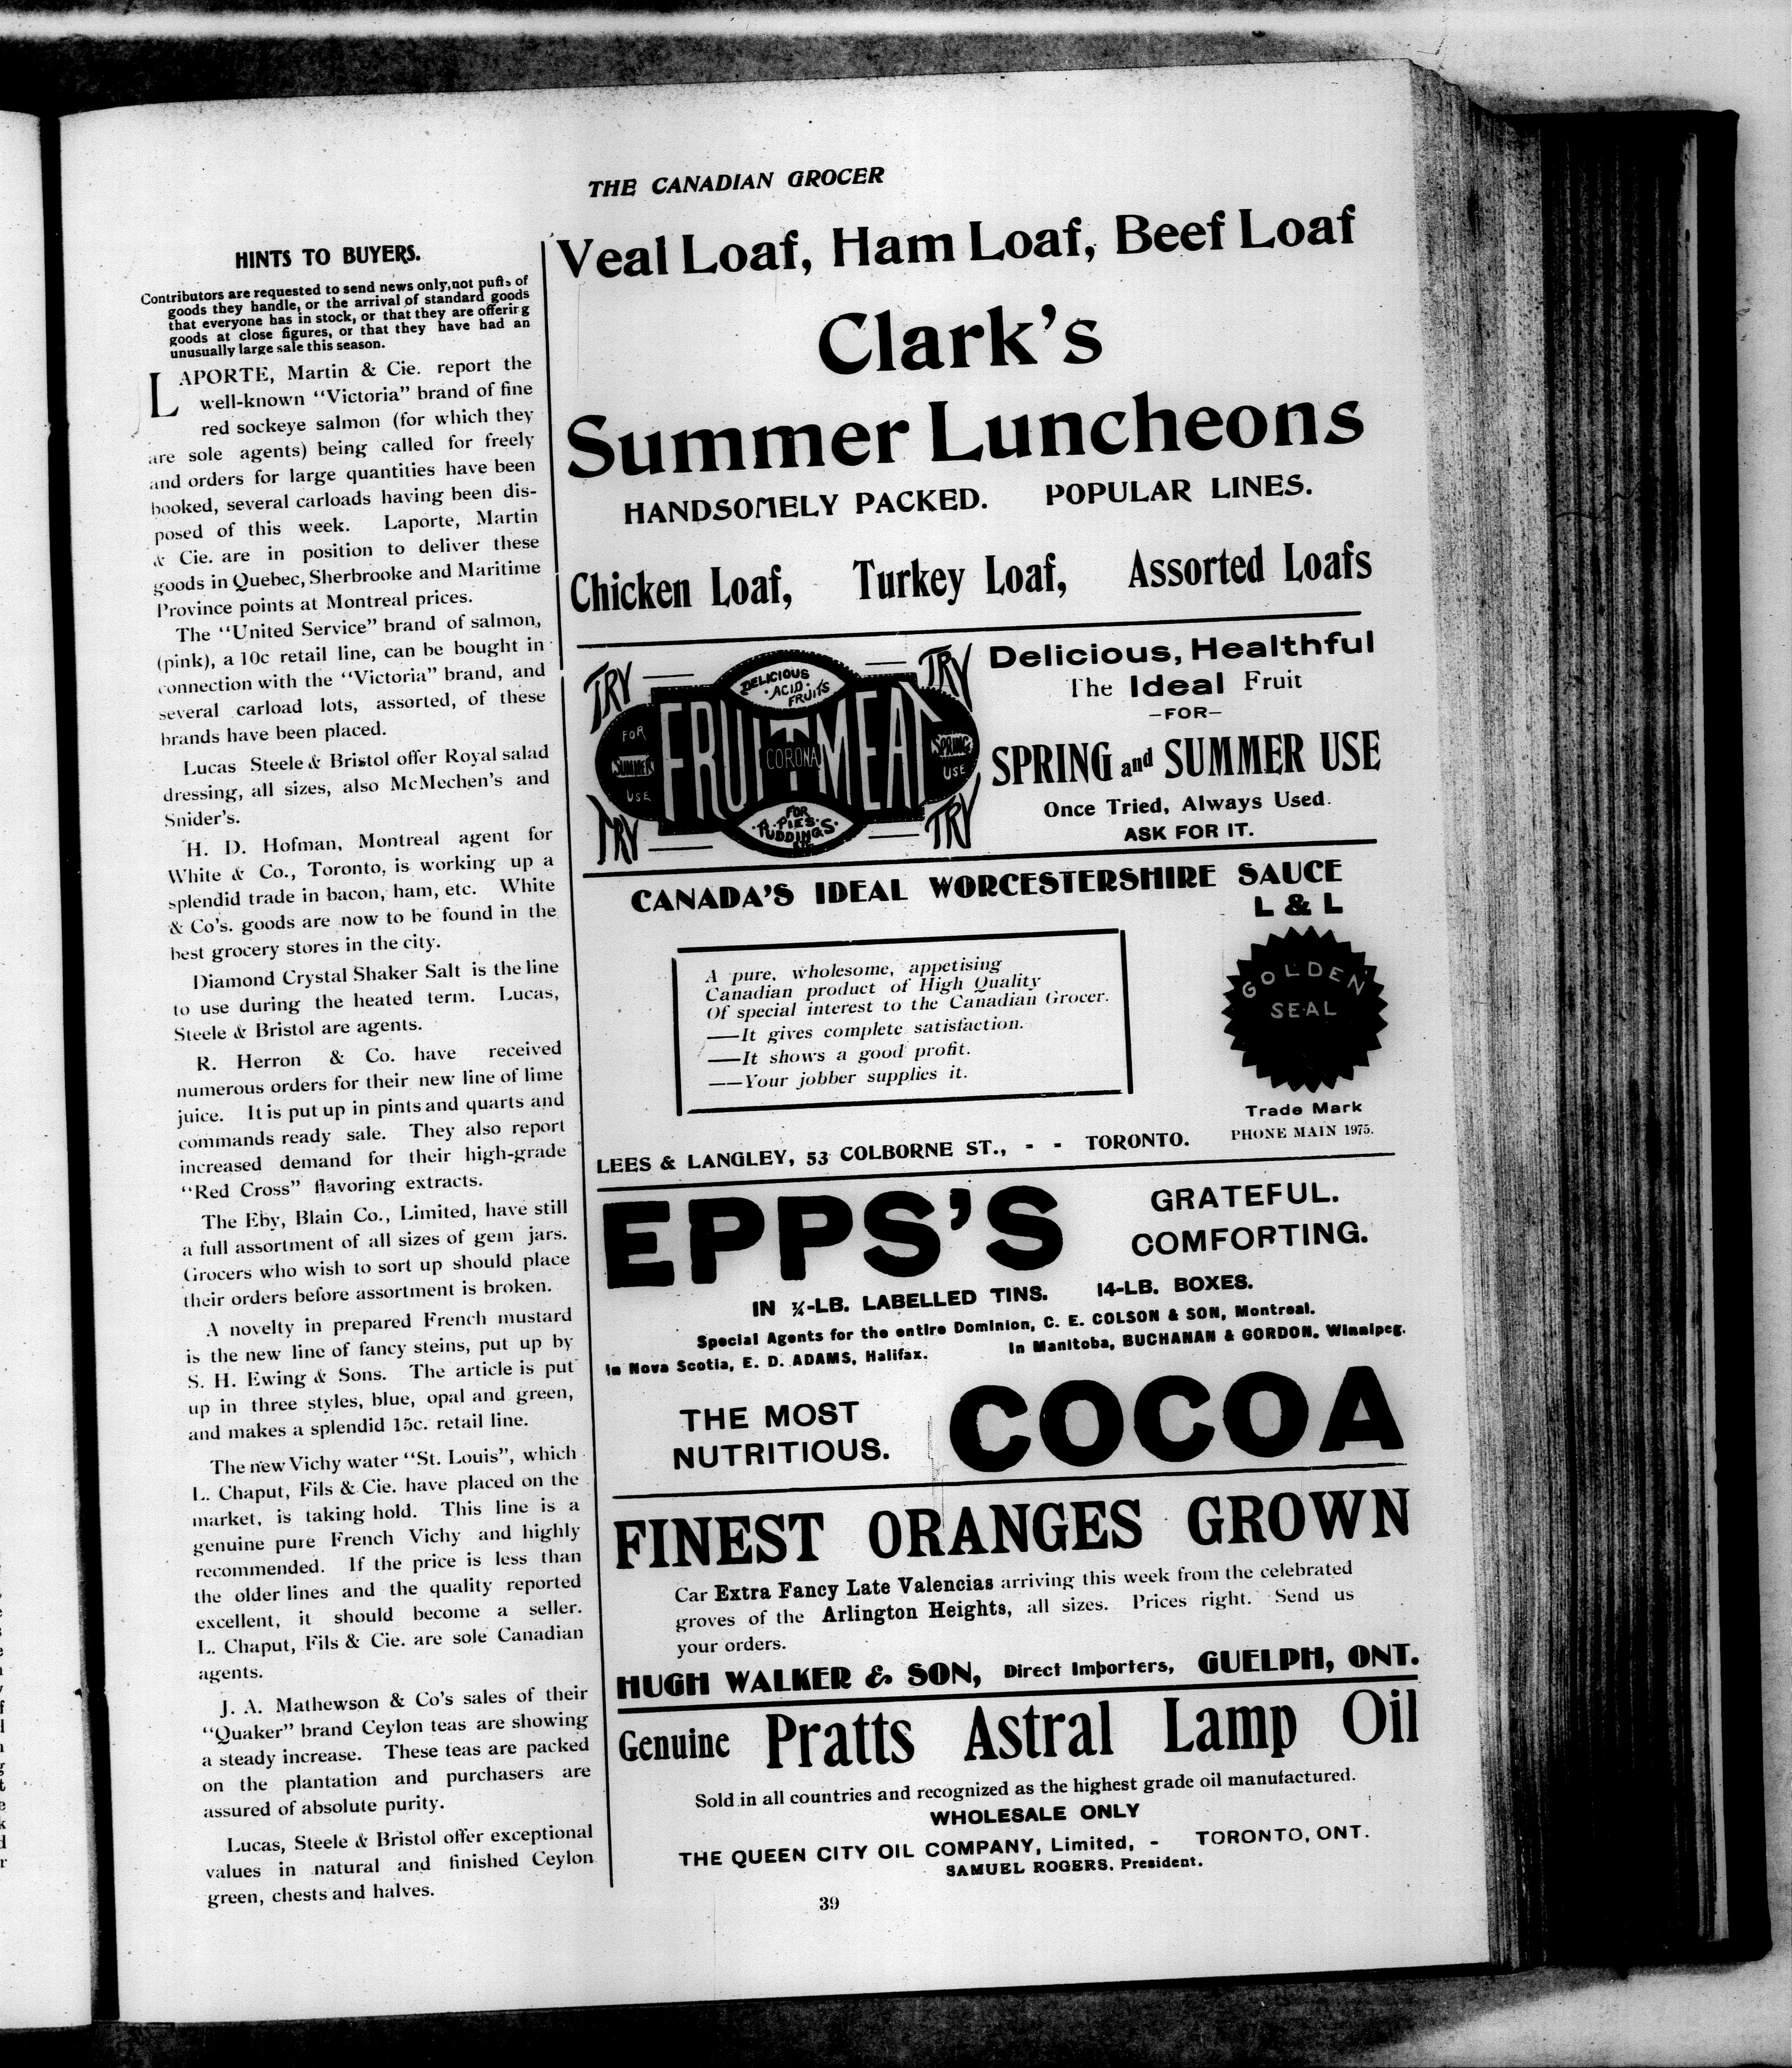 THE CANADIAN GROCER
HINTS TO BUYERS.
Contributors are requested to send news only, not puffs of
goods they handle, or the arrival of standard goods
that everyone has in stock, or that they are offering
goods at close figures, or that they have had an
unusually large sale this season.
LAPORTE, Martin & Cie. report the
well-known "Victoria" brand of fine
red sockeye salmon (for which they
are sole agents) being called for freely
and orders for large quantities have been
booked, several carloads having been dis-
posed of this week. Laporte, Martin
& Cie. are in position to deliver these
goods in Quebec, Sherbrooke and Maritime
Province points at Montreal prices.
The "United Service" brand of salmon,
(pink), a 10c retail line, can be bought in
connection with the "Victoria" brand, and
several carload lots, assorted, of these
brands have been placed.
Lucas Steele & Bristol offer Royal salad
dressing, all sizes, also McMechen's and
Snider's.
H. D. Hofman, Montreal agent for
White & Co., Toronto, is working up a
splendid trade in bacon, ham, etc. White
& Co's. goods are now to be found in the
best grocery stores in the city.
Diamond Crystal Shaker Salt is the line
to use during the heated term. Lucas,
Steele & Bristol are agents.
R. Herron & Co. have received
numerous orders for their new line of lime
juice. It is put up in pints and quarts and
commands ready sale. They also report
increased demand for their high-grade
"Red Cross" flavoring extracts.
The Eby, Blain Co., Limited, have still
a full assortment of all sizes of gem jars.
Grocers who wish to sort up should place
their orders before assortment is broken.
A novelty in prepared French mustard
is the new line of fancy steins, put up by
S. H. Ewing & Sons. The article is put
up in three styles, blue, opal and green,
and makes a splendid 15c. retail line.
The new Vichy water "St. Louis", which
L. Chaput, Fils & Cie. have placed on the
market, is taking hold. This line is a
genuine pure French Vichy and highly
recommended. If the price is less than
the older lines and the quality reported
excellent, it should become a seller.
L. Chaput, Fils & Cie. are sole Canadian
agents.
J. A. Mathewson & Co's sales of their
"Quaker" brand Ceylon teas are showing
a steady increase. These teas are packed
on the plantation and purchasers are
assured of absolute purity.
Lucas, Steele & Bristol offer exceptional
values in natural and finished Ceylon
green, chests and halves.
Veal Loaf, Ham Loaf, Beef Loaf
Clark's
Summer Luncheons
HANDSOMELY PACKED. POPULAR LINES.
Chicken Loaf, Turkey Loaf, Assorted Loafs
TRY TRY
DELICIOUS
ACID
FRUITS
FOR
SUMMER
USE
FRUIT MEAT
CORONA
SPRING
USE
FOR
PIES
PUDDINGS
ETC
TRY TRY
Delicious, Healthful
The Ideal Fruit
—FOR—
SPRING and SUMMER USE
Once Tried, Always Used.
ASK FOR IT.
CANADA'S IDEAL WORCESTERSHIRE SAUCE
L & L
A pure, wholesome, appetising
Canadian product of High Quality
Of special interest to the Canadian Grocer.
—It gives complete satisfaction.
—It shows a good profit.
—Your jobber supplies it.
GOLDEN
SEAL
Trade Mark
PHONE MAIN 1975.
LEES & LANGLEY, 53 COLBORNE ST., - - TORONTO.
EPPS'S
GRATEFUL.
COMFORTING.
IN ¼-LB. LABELLED TINS. 14-LB. BOXES.
Special Agents for the entire Dominion, C. E. COLSON & SON, Montreal.
In Nova Scotia, E. D. ADAMS, Halifax. In Manitoba, BUCHANAN & GORDON, Winnipeg.
THE MOST
NUTRITIOUS.
COCOA
FINEST ORANGES GROWN
Car Extra Fancy Late Valencias arriving this week from the celebrated
groves of the Arlington Heights, all sizes. Prices right. Send us
your orders.
HUGH WALKER & SON, Direct Importers, GUELPH, ONT.
Genuine Pratts Astral Lamp Oil
Sold in all countries and recognized as the highest grade oil manufactured.
WHOLESALE ONLY
THE QUEEN CITY OIL COMPANY, Limited, - TORONTO, ONT.
SAMUEL ROGERS, President.
39